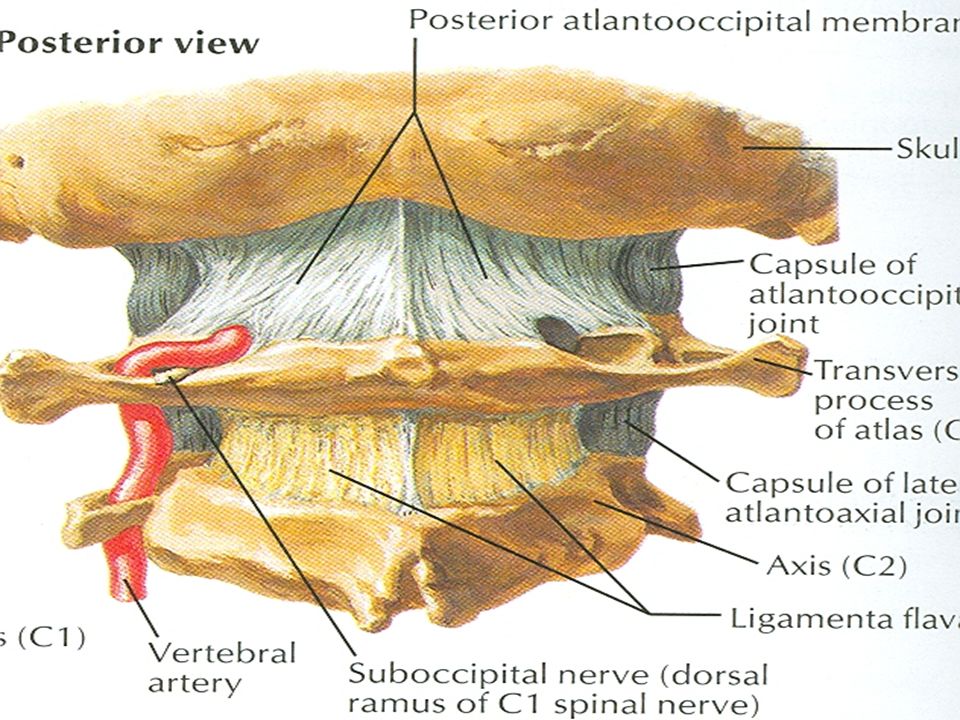 Posterior atlantooccipital membran
Posterior view
Skul
Capsule of
atlantooccipit
joint
Transvers
process
of atlas (C
Capsule of late
atlantoaxial join
Axis (C2)
Ligamenta flava
s (C1)
Vertebral
artery
Suboccipital nerve (dorsal
ramus of C1 spinal nerve)